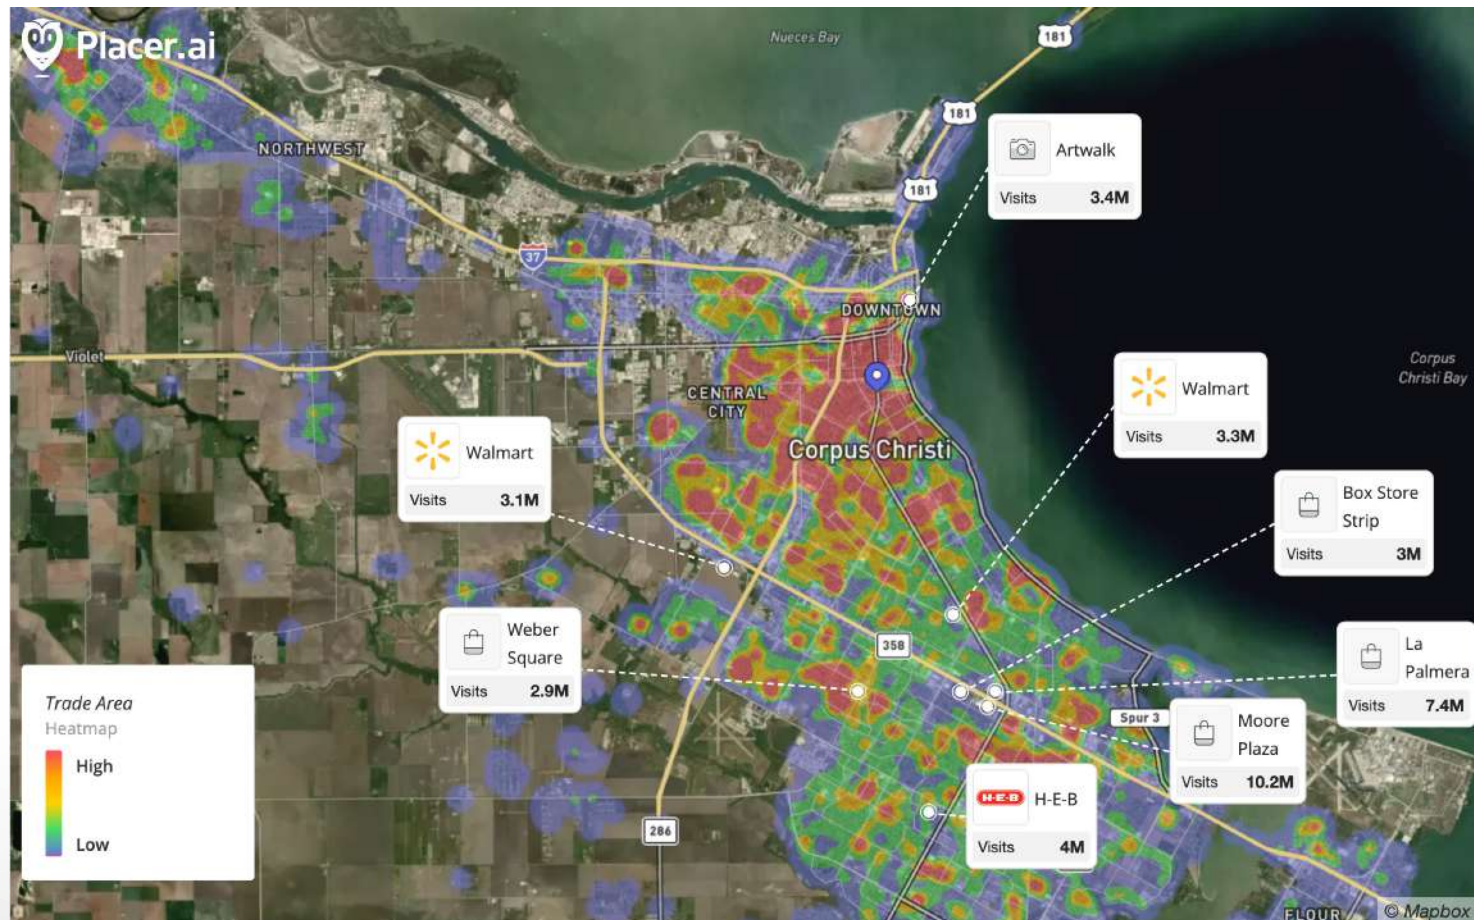 Placer.ai
Nueces Bay
181
181
181
Artwalk
Visits 3.4M
NORTHWEST
37
DOWNTOWN
Violet
Corpus
Christi Bay
CENTRAL
CITY
Walmart
Visits 3.3M
Corpus Christi
Walmart
Visits 3.1M
Box Store
Strip
Visits 3M
Weber
Square
Visits 2.9M
358
La
Palmera
Visits 7.4M
Spur 3
Moore
Plaza
Visits 10.2M
H-E-B
H-E-B
Visits 4M
286
Trade Area
Heatmap
High
Low
FLOUR
© Mapbox